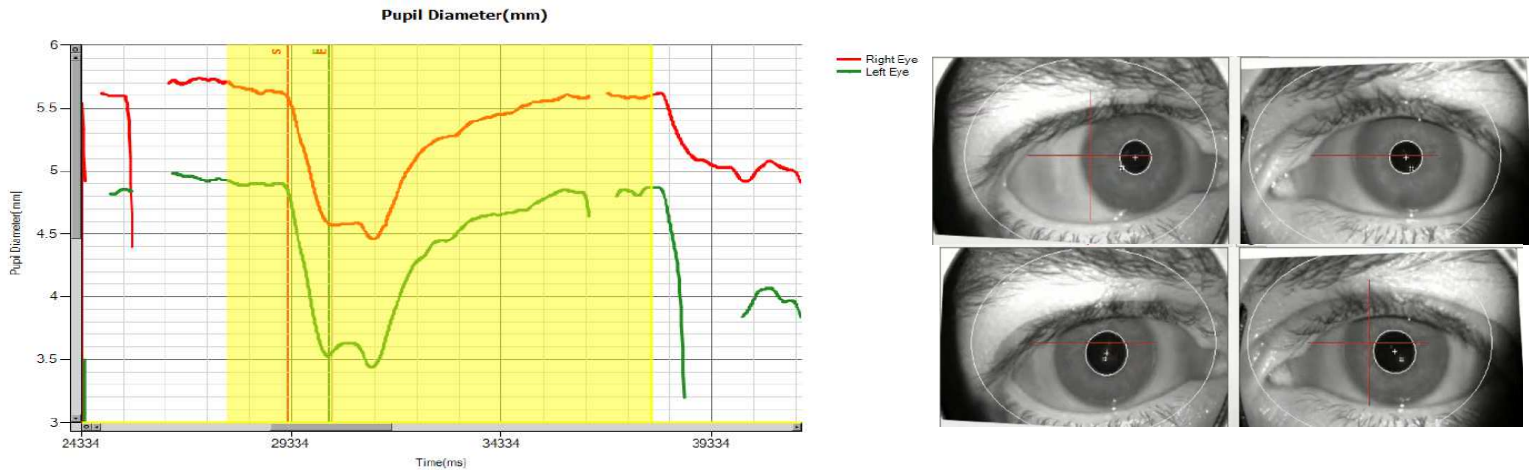 Pupil Diameter(mm)
6
5.5
5
4.5
4
3.5
3
S
E
Pupil Diameter[mm]
24334
29334
34334
39334
Time(ms)
Right Eye
Left Eye